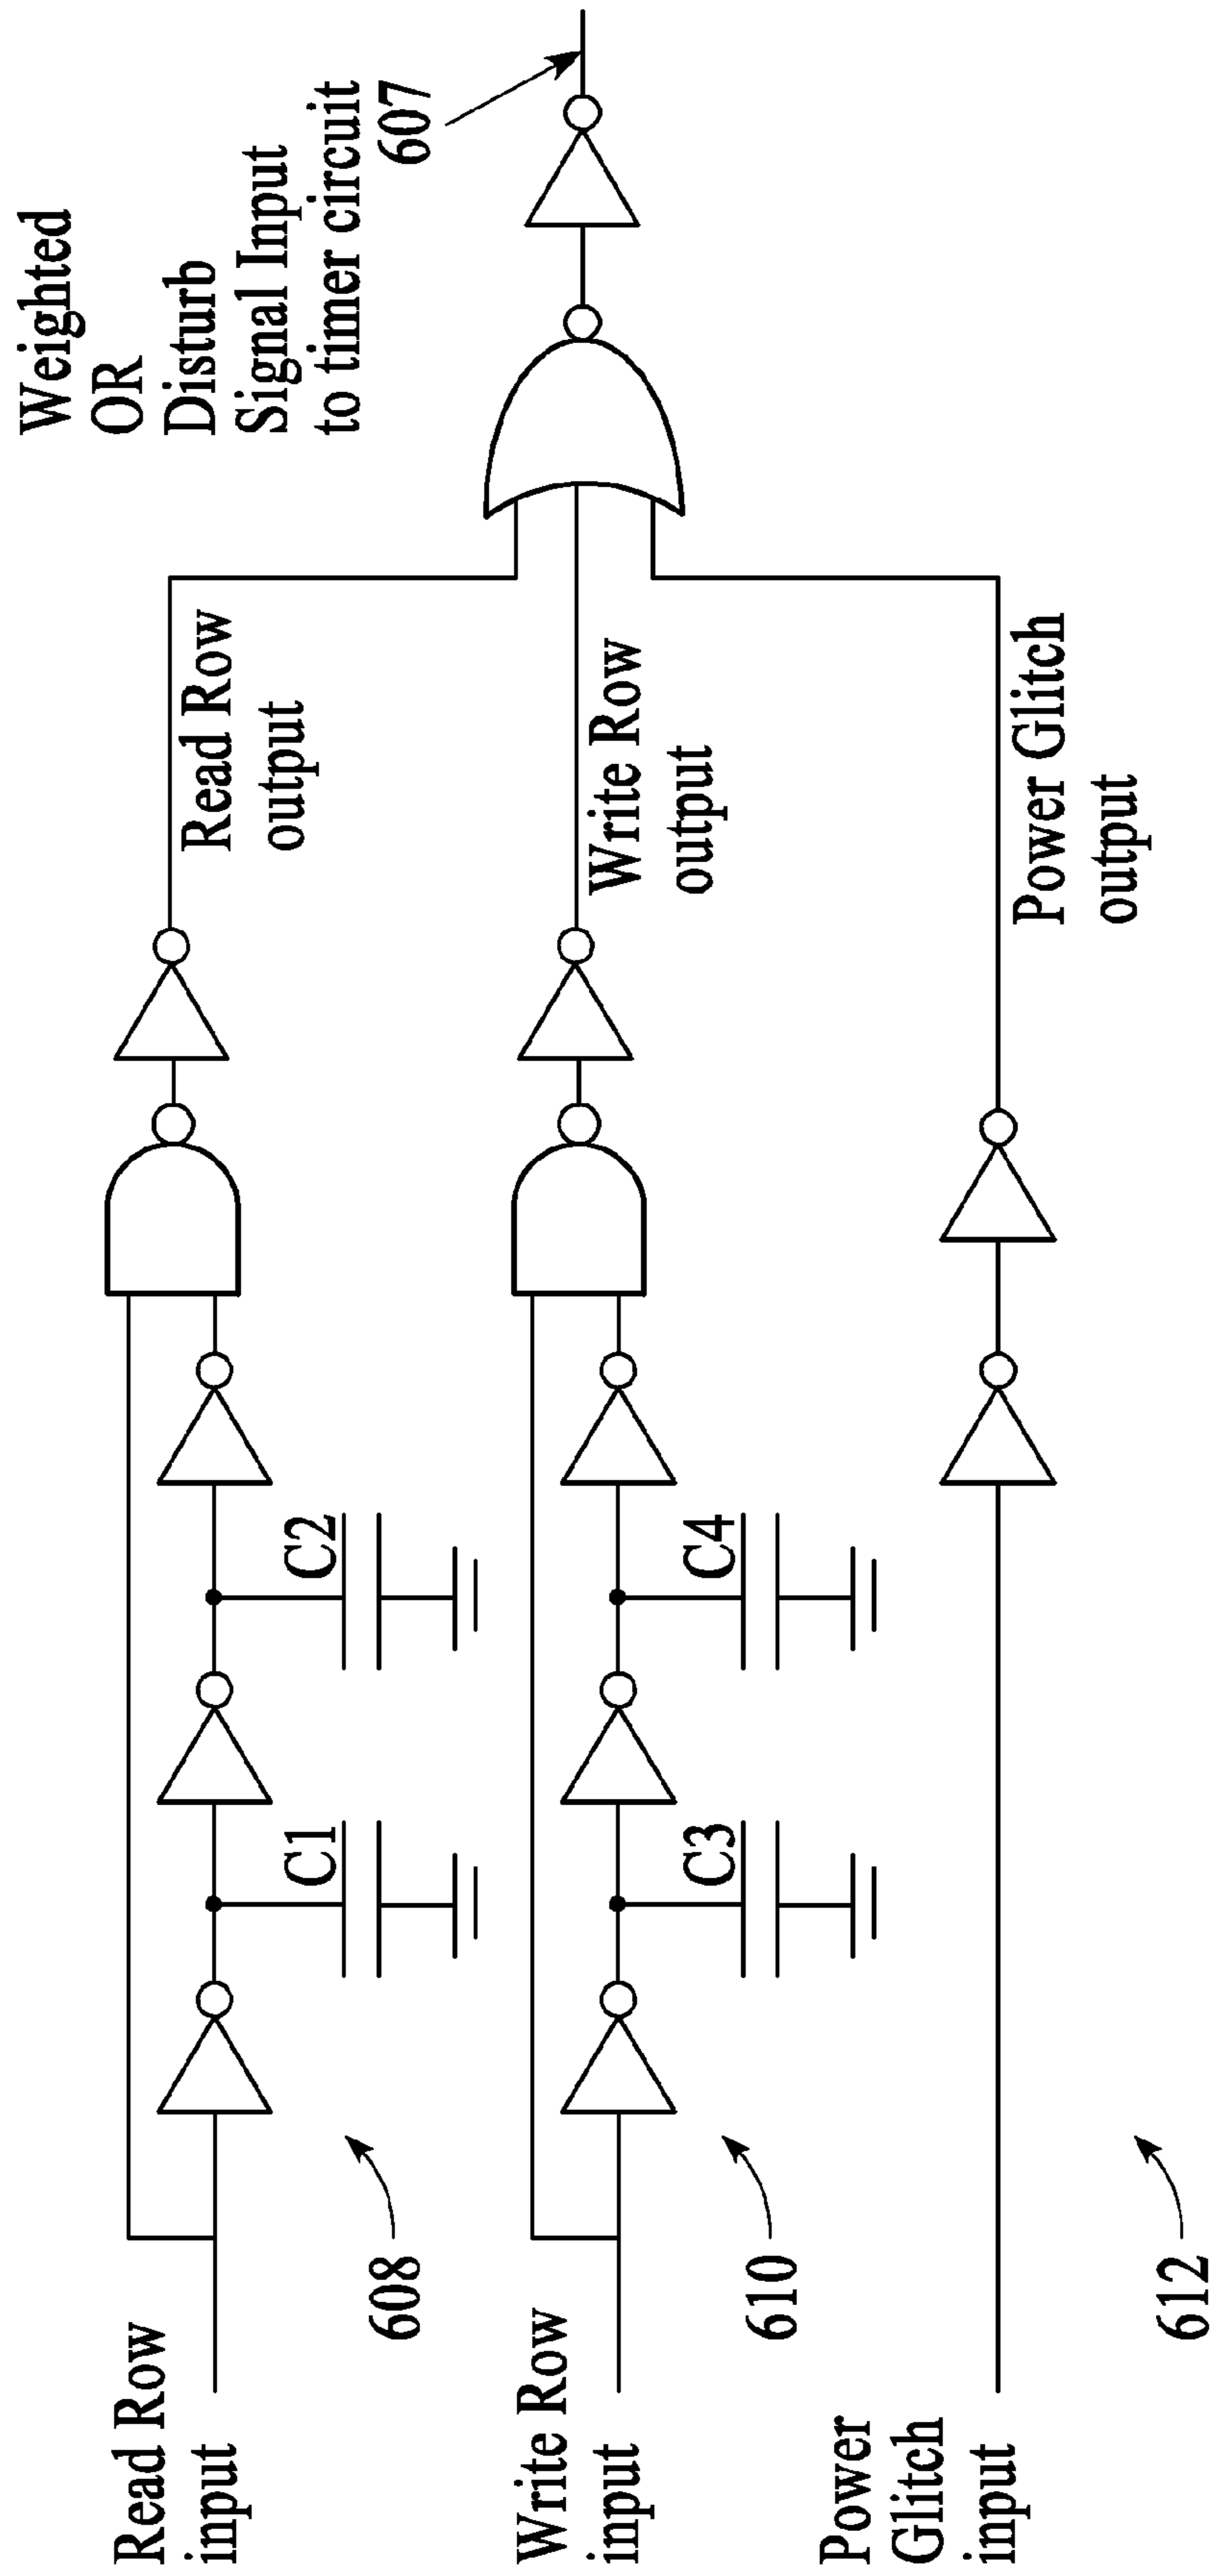 Read Row
input
608
C1
C2
Read Row
output
Write Row
input
610
C3
C4
Write Row
output
Power
Glitch
input
612
Power Glitch
output
Weighted
OR
Disturb
Signal Input
to timer circuit
607